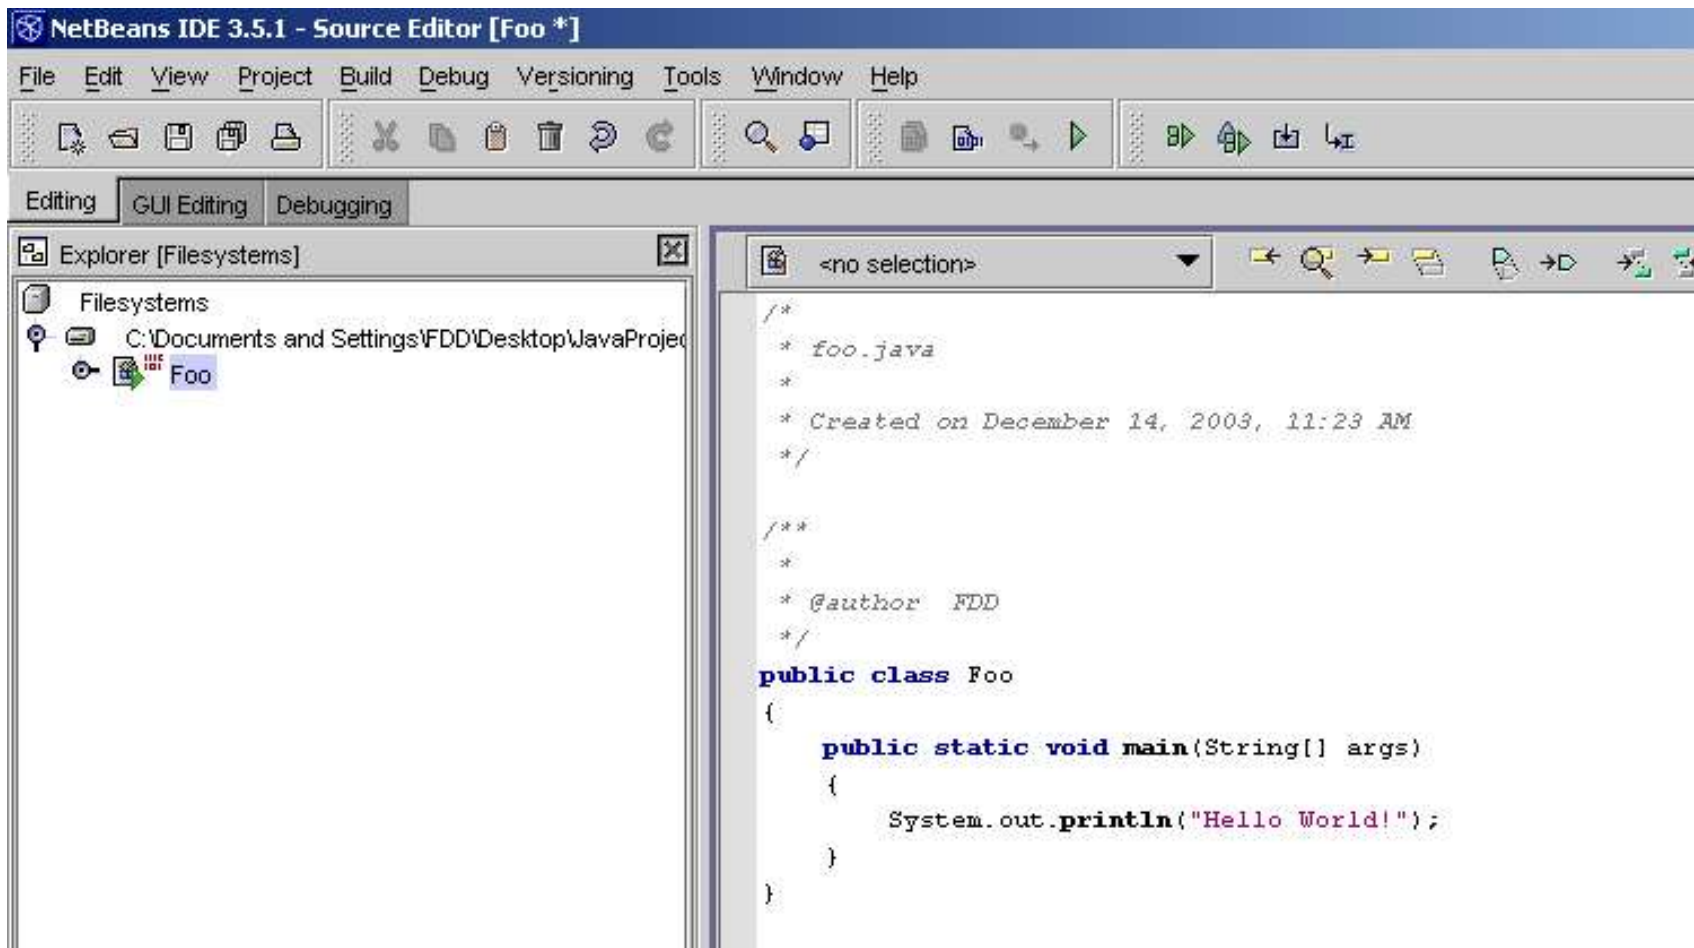 NetBeans IDE 3.5.1 - Source Editor [Foo *]
File Edit View Project Build Debug Versioning Tools Window Help
Editing GUI Editing Debugging
Explorer [Filesystems]
<no selection>
Filesystems
C:\Documents and Settings\FDD\Desktop\JavaProjec
Foo
/*
* foo.java
*
* Created on December 14, 2003, 11:23 AM
*/
/**
*
* @author FDD
*/
public class Foo
{
public static void main(String[] args)
{
System.out.println("Hello World!");
}
}